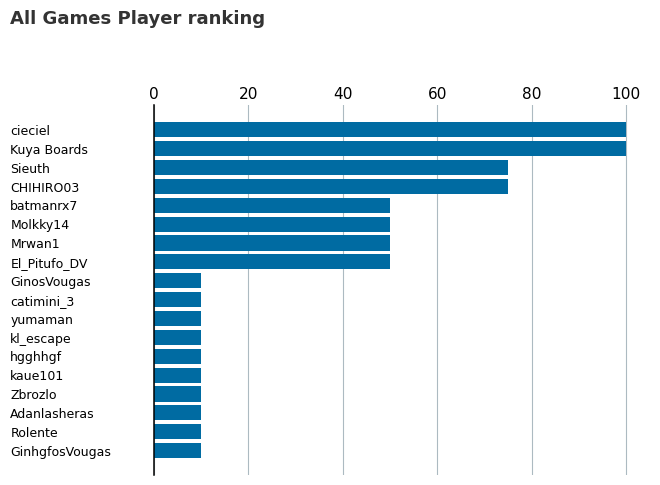 All Games Player ranking
0 20 40 60 80 100
cieciel
Kuya Boards
Sieuth
CHIHIRO03
batmanrx7
Molkky14
Mrwan1
El_Pitufo_DV
GinosVougas
catimini_3
yumaman
kl_escape
hgghhgf
kaue101
Zbrozlo
Adanlasheras
Rolente
GinhgfosVougas